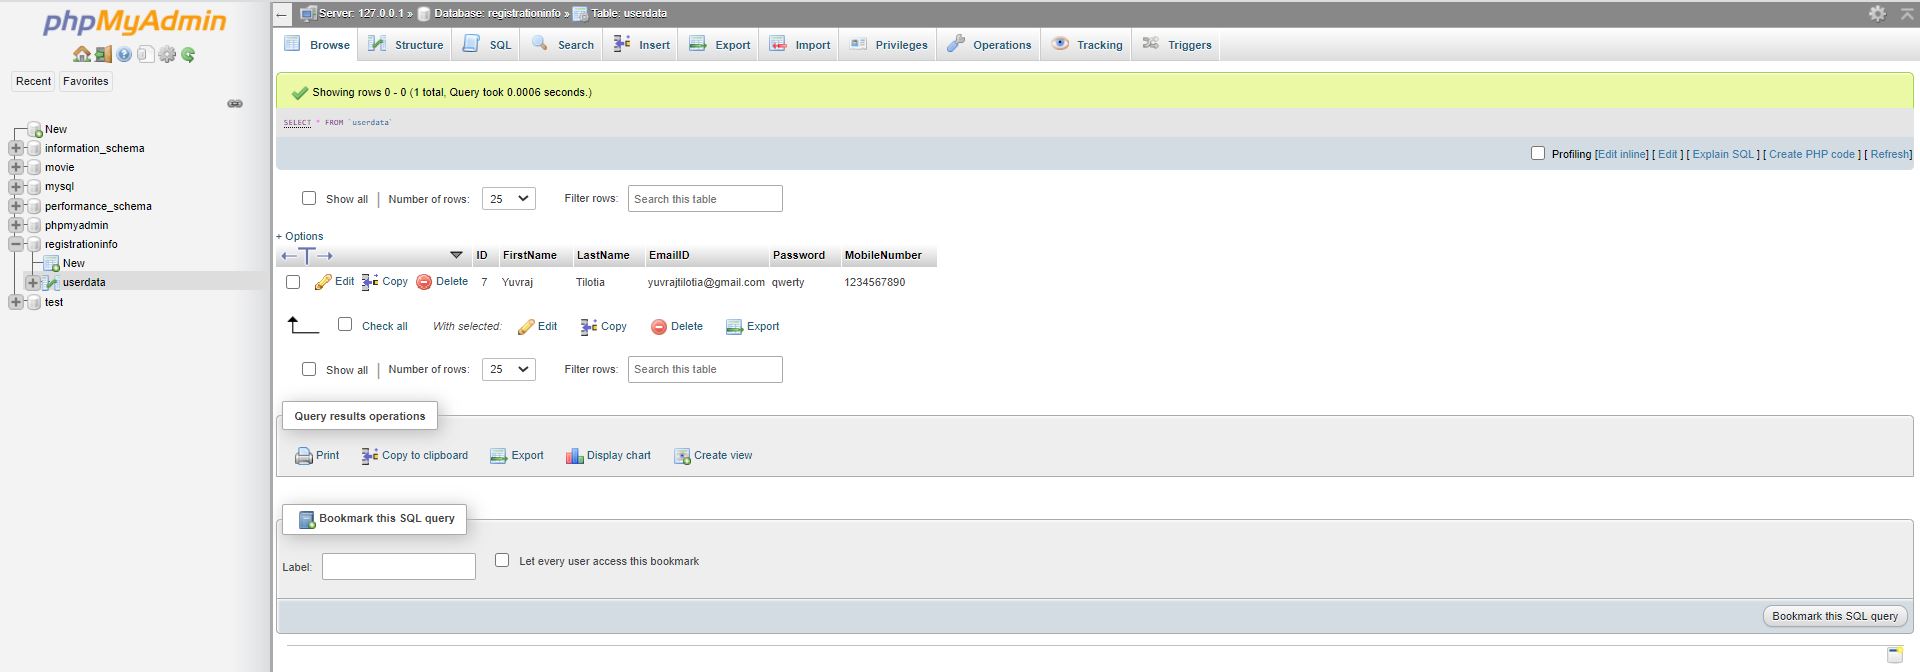 phpMyAdmin
Recent Favorites
New
information_schema
movie
mysql
performance_schema
phpmyadmin
registrationinfo
New
userdata
test
Server: 127.0.0.1 » Database: registrationinfo » Table: userdata
Browse Structure SQL Search Insert Export Import Privileges Operations Tracking Triggers
Showing rows 0 - 0 (1 total, Query took 0.0006 seconds.)
SELECT * FROM `userdata`
Profiling [Edit inline] [ Edit ] [ Explain SQL ] [ Create PHP code ] [ Refresh]
Show all | Number of rows: 25 Filter rows: Search this table
+ Options
←T→ ID FirstName LastName EmailID Password MobileNumber
Edit Copy Delete 7 Yuvraj Tilotia yuvrajtilotia@gmail.com qwerty 1234567890
Check all With selected: Edit Copy Delete Export
Show all | Number of rows: 25 Filter rows: Search this table
Query results operations
Print Copy to clipboard Export Display chart Create view
Bookmark this SQL query
Label: Let every user access this bookmark
Bookmark this SQL query